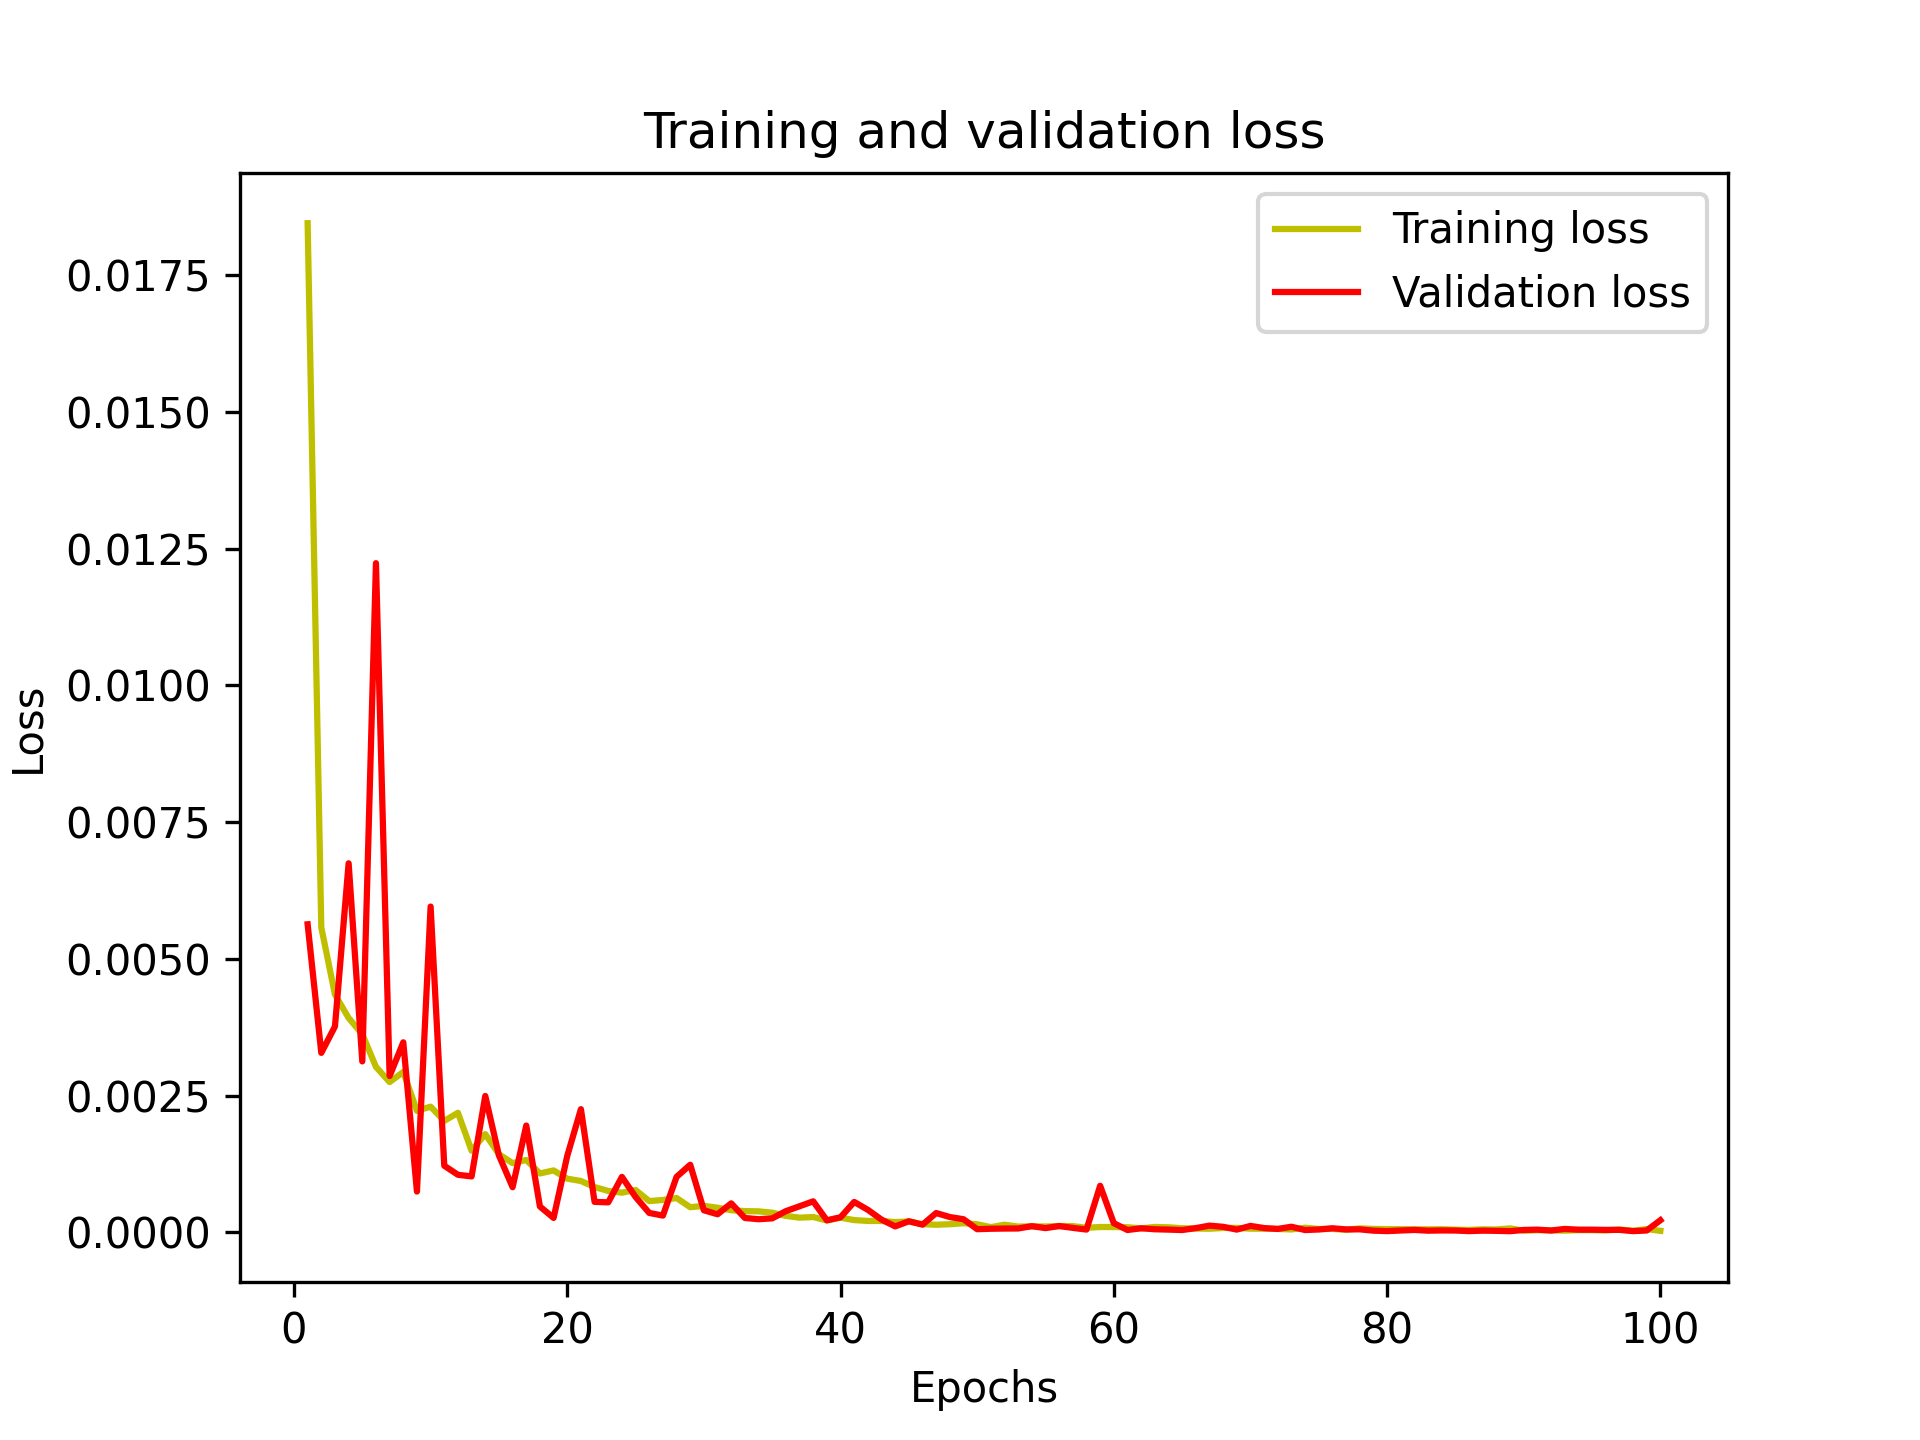 Training and validation loss
Training loss
Validation loss
0.0175
0.0150
0.0125
0.0100
0.0075
0.0050
0.0025
0.0000
Loss
0 20 40 60 80 100
Epochs